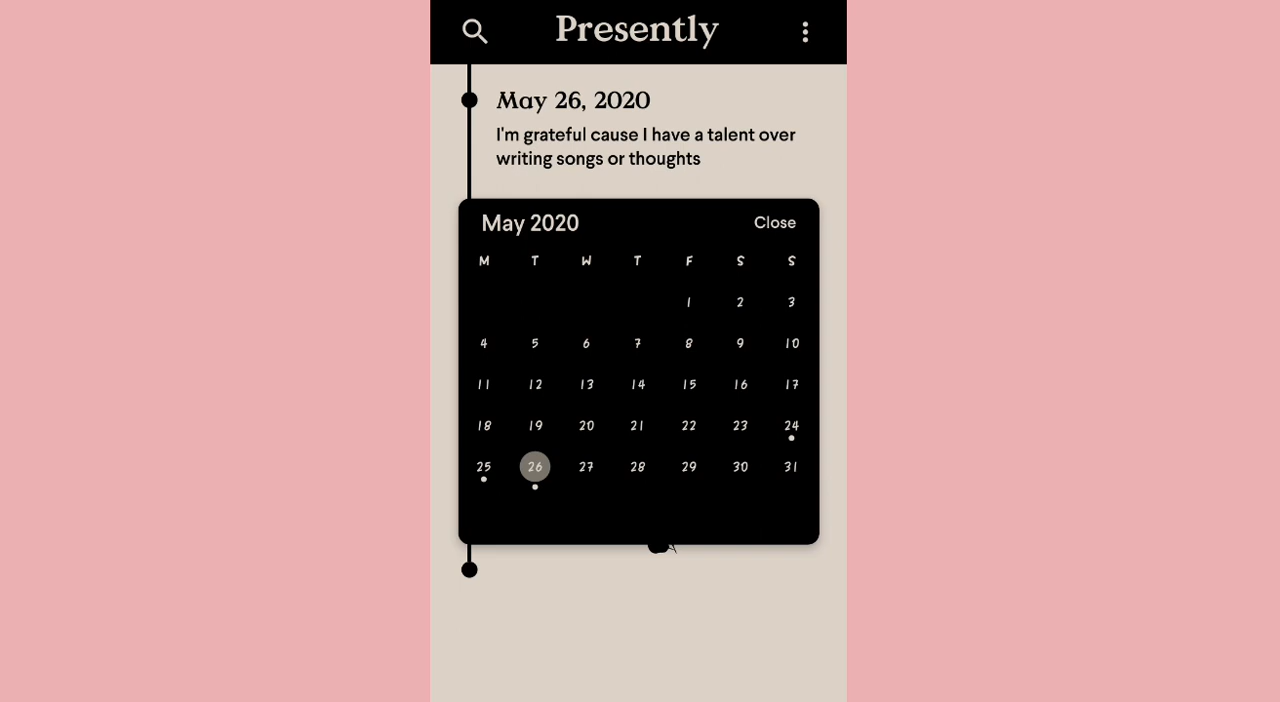 Presently
May 26, 2020
I'm grateful cause I have a talent over
writing songs or thoughts
May 2020 Close
M T W T F S S
1 2 3
4 5 6 7 8 9 10
11 12 13 14 15 16 17
18 19 20 21 22 23 24
25 26 27 28 29 30 31